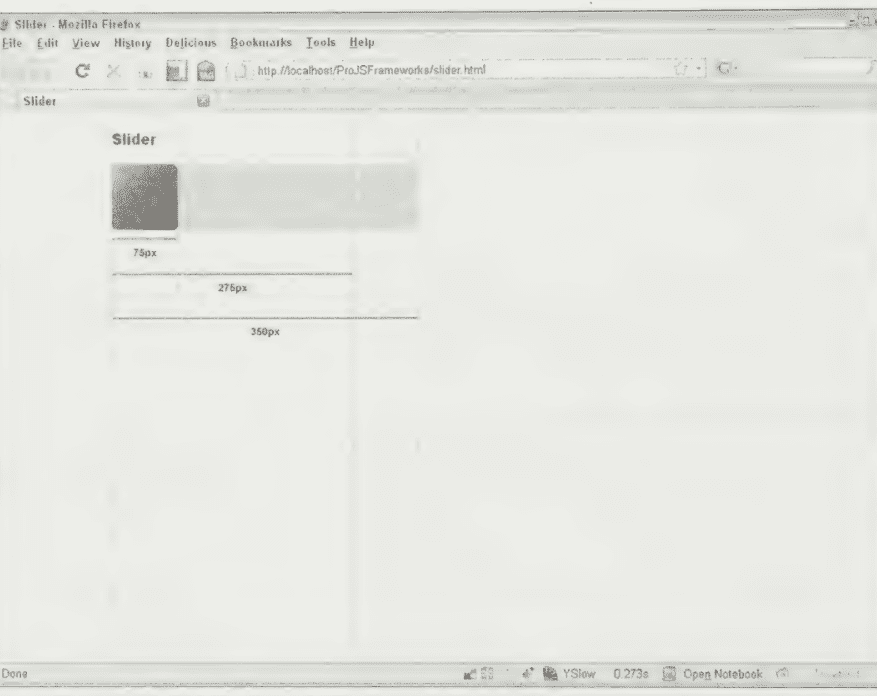 Slider - Mozilla Firefox
File Edit View History Delicious Bookmarks Tools Help
http://localhost/ProJSFrameworks/slider.html
Slider
Slider
75px
275px
350px
Done YSlow 0.273s Open Notebook